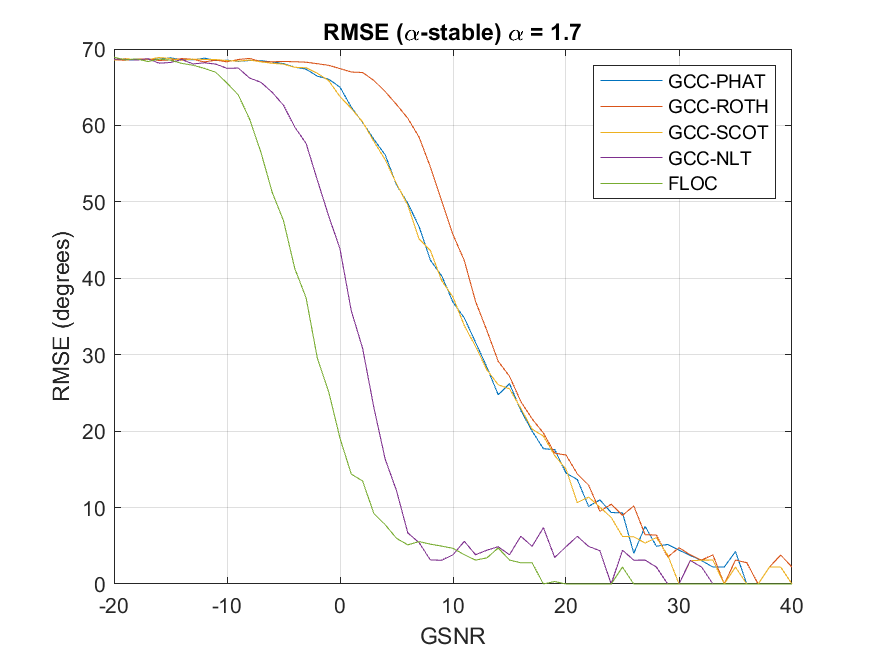 RMSE (α-stable) α = 1.7
70
60
50
40
30
20
10
0
RMSE (degrees)
GCC-PHAT
GCC-ROTH
GCC-SCOT
GCC-NLT
FLOC
-20
-10
0
10
20
30
40
GSNR